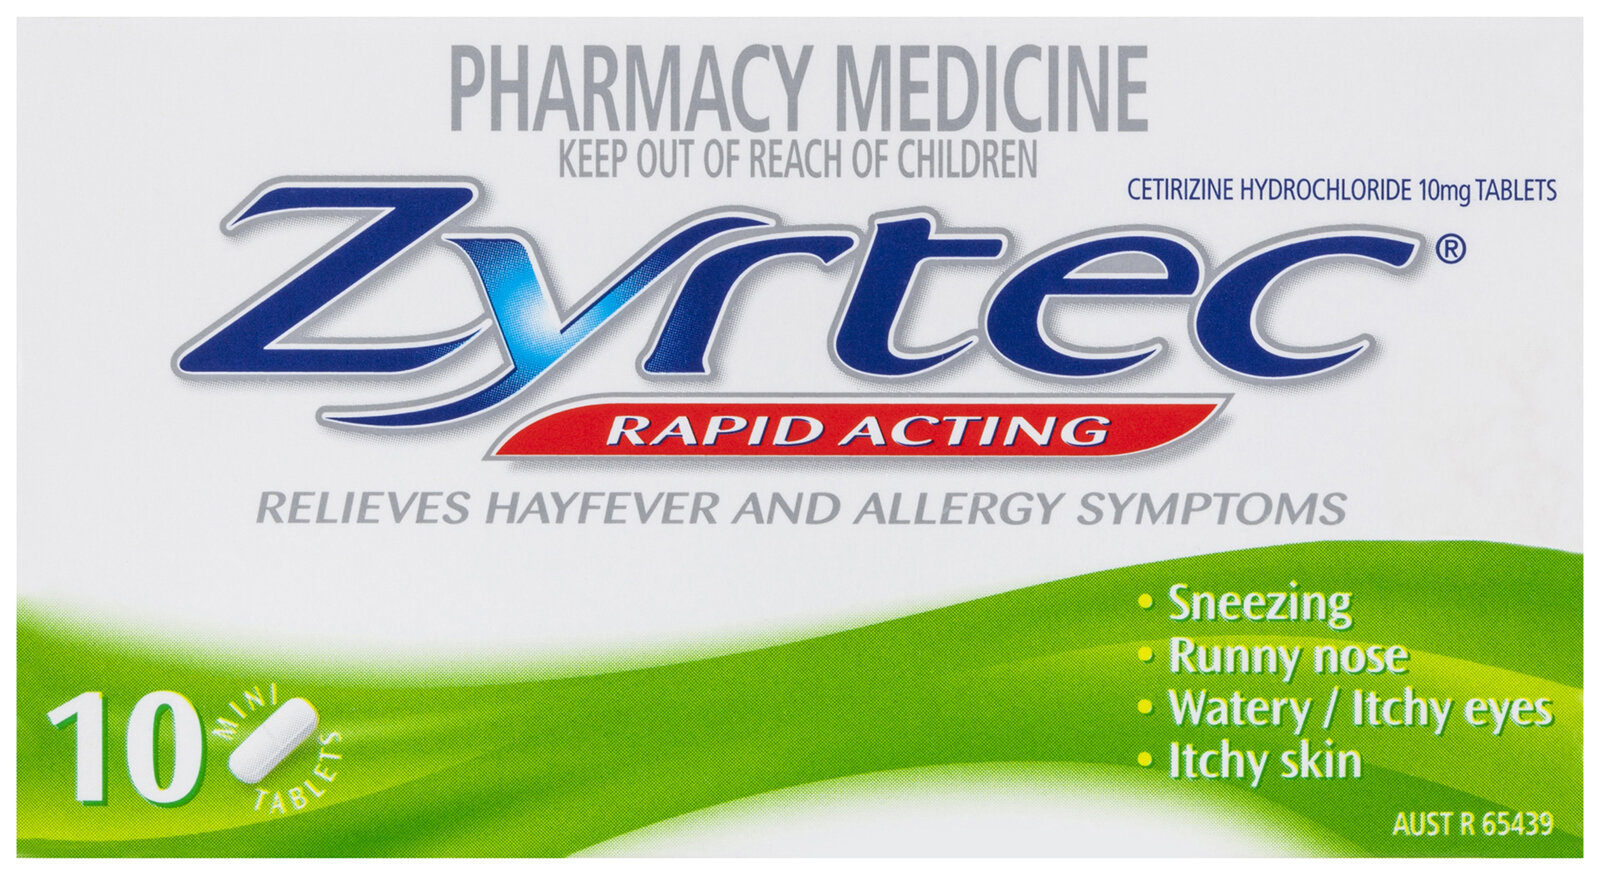 PHARMACY MEDICINE
KEEP OUT OF REACH OF CHILDREN
CETIRIZINE HYDROCHLORIDE 10mg TABLETS
Zyrtec®
RAPID ACTING
RELIEVES HAYFEVER AND ALLERGY SYMPTOMS
• Sneezing
• Runny nose
• Watery / Itchy eyes
• Itchy skin
10 MINI TABLETS
AUST R 65439